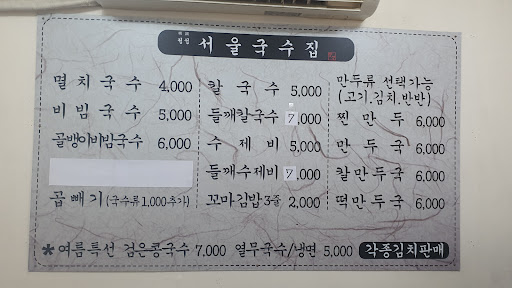 서울국수집
멸치국수 4,000
비빔국수 5,000
골뱅이비빔국수 6,000
곱빼기(국수류1,000추가)
칼국수 5,000
들깨칼국수 7,000
수제비 5,000
들깨수제비 7,000
꼬마김밥3줄 2,000
만두류 선택가능
(고기.김치.반반)
찐만두 6,000
만두국 6,000
칼만두국 6,000
떡만두국 6,000
*여름특선 검은콩국수 7.000 열무국수/냉면 5,000 각종김치판매